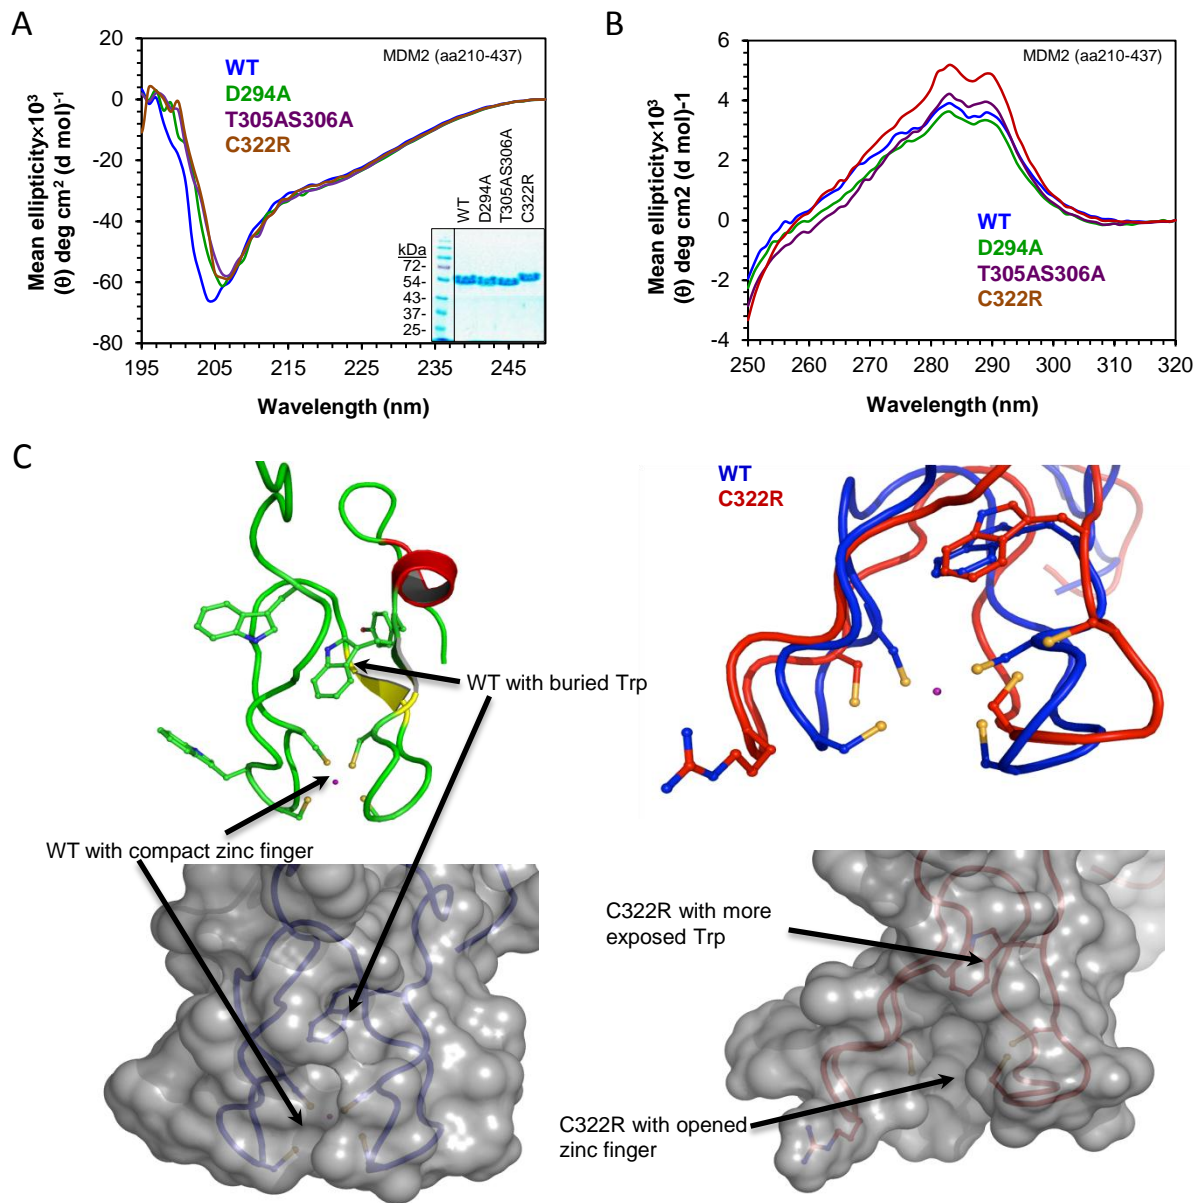 A
20
0
-20
-40
-60
-80
Mean ellipticity×10³
(θ) deg cm² (d mol)⁻¹
MDM2 (aa210-437)
WT
D294A
T305AS306A
C322R
WT
D294A
T305AS306A
C322R
kDa
72-
54-
43-
37-
25-
195
205
215
225
235
245
Wavelength (nm)
B
6
4
2
0
-2
-4
Mean ellipticity×10³
(θ) deg cm2 (d mol)-1
MDM2 (aa210-437)
WT
D294A
T305AS306A
C322R
250
260
270
280
290
300
310
320
Wavelength (nm)
C
WT
C322R
WT with buried Trp
WT with compact zinc finger
C322R with more
exposed Trp
C322R with opened
zinc finger